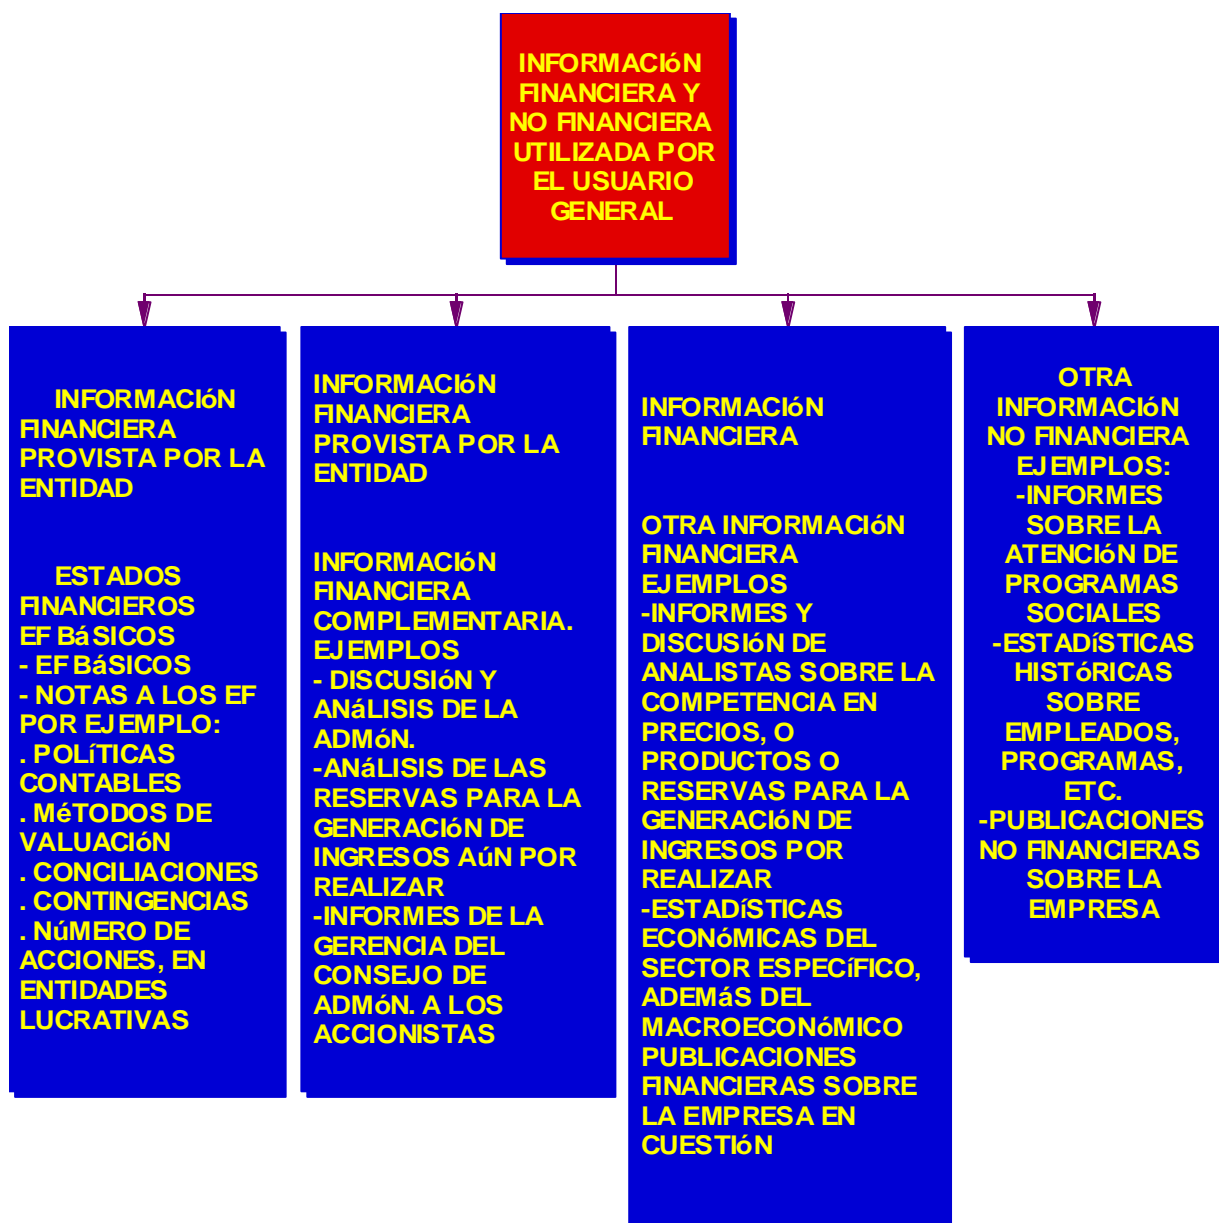 INFORMACIóN
FINANCIERA Y
NO FINANCIERA
UTILIZADA POR
EL USUARIO
GENERAL
INFORMACIóN
FINANCIERA
PROVISTA POR LA
ENTIDAD
ESTADOS
FINANCIEROS
EF BáSICOS
- EF BáSICOS
- NOTAS A LOS EF
POR EJEMPLO:
. POLíTICAS
CONTABLES
. MéTODOS DE
VALUACIóN
. CONCILIACIONES
. CONTINGENCIAS
. NúMERO DE
ACCIONES, EN
ENTIDADES
LUCRATIVAS
INFORMACIóN
FINANCIERA
PROVISTA POR LA
ENTIDAD
INFORMACIóN
FINANCIERA
COMPLEMENTARIA.
EJEMPLOS
- DISCUSIóN Y
ANáLISIS DE LA
ADMóN.
-ANáLISIS DE LAS
RESERVAS PARA LA
GENERACIóN DE
INGRESOS AúN POR
REALIZAR
-INFORMES DE LA
GERENCIA DEL
CONSEJO DE
ADMóN. A LOS
ACCIONISTAS
INFORMACIóN
FINANCIERA
OTRA INFORMACIóN
FINANCIERA
EJEMPLOS
-INFORMES Y
DISCUSIóN DE
ANALISTAS SOBRE LA
COMPETENCIA EN
PRECIOS, O
PRODUCTOS O
RESERVAS PARA LA
GENERACIóN DE
INGRESOS POR
REALIZAR
-ESTADíSTICAS
ECONóMICAS DEL
SECTOR ESPECíFICO,
ADEMáS DEL
MACROECONóMICO
PUBLICACIONES
FINANCIERAS SOBRE
LA EMPRESA EN
CUESTIóN
OTRA
INFORMACIóN
NO FINANCIERA
EJEMPLOS:
-INFORMES
SOBRE LA
ATENCIóN DE
PROGRAMAS
SOCIALES
-ESTADíSTICAS
HISTóRICAS
SOBRE
EMPLEADOS,
PROGRAMAS,
ETC.
-PUBLICACIONES
NO FINANCIERAS
SOBRE LA
EMPRESA